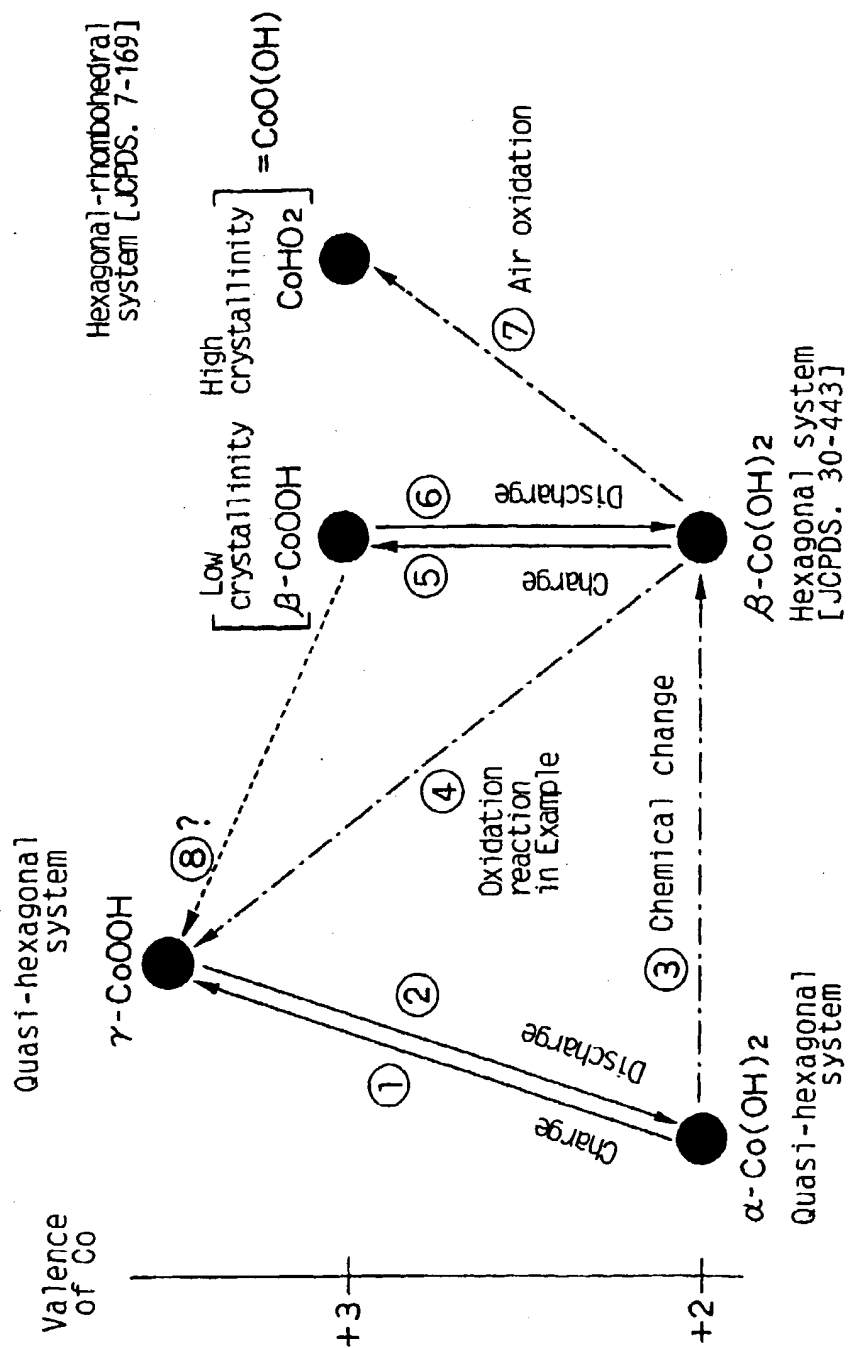 Valence
of Co
+3
+2
Quasi-hexagonal
system
γ-CoOOH
Hexagonal-rhombohedral
system [JCPDS. 7-169]
[Low
crystallinity
High
crystallinity]
=CoO(OH)
β-CoOOH
CoHO2
⑧?
① Charge
② Discharge
④
Oxidation
reaction
in Example
⑤ Charge
⑥ Discharge
⑦ Air oxidation
③ Chemical change
α-Co(OH)2
Quasi-hexagonal
system
β-Co(OH)2
Hexagonal system
[JCPDS. 30-443]